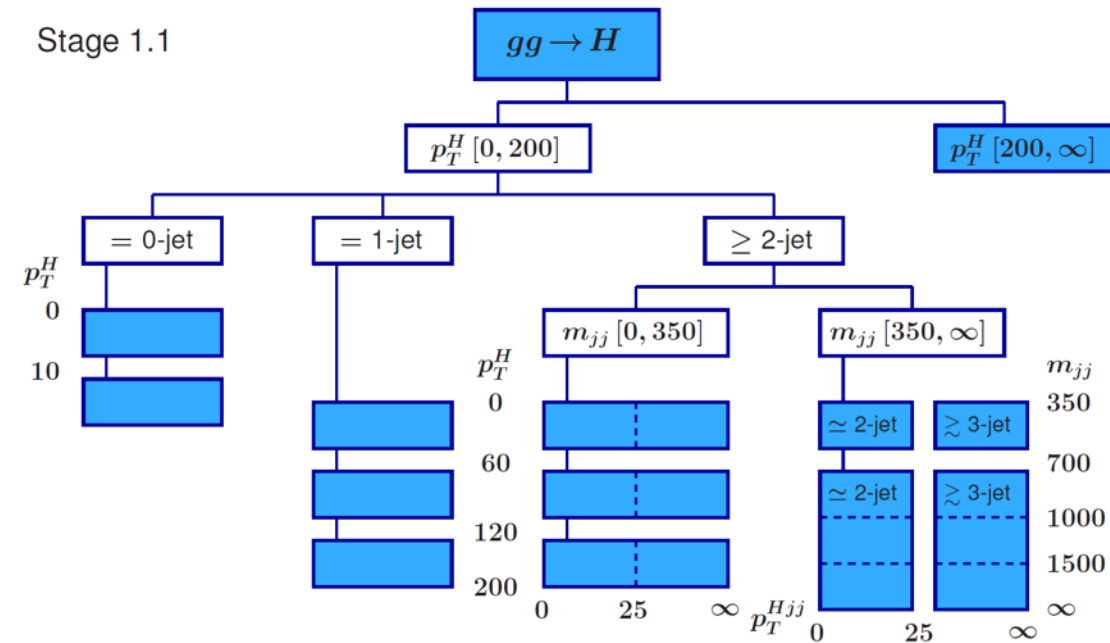 Stage 1.1
gg → H
p_T^H [0, 200]
p_T^H [200, ∞]
= 0-jet
= 1-jet
≥ 2-jet
p_T^H
0
10
m_jj [0, 350]
m_jj [350, ∞]
p_T^H
0
60
120
200
m_jj
350
700
1000
1500
∞
≃ 2-jet
≳ 3-jet
≃ 2-jet
≳ 3-jet
0 25 ∞
p_T^Hjj
0 25 ∞